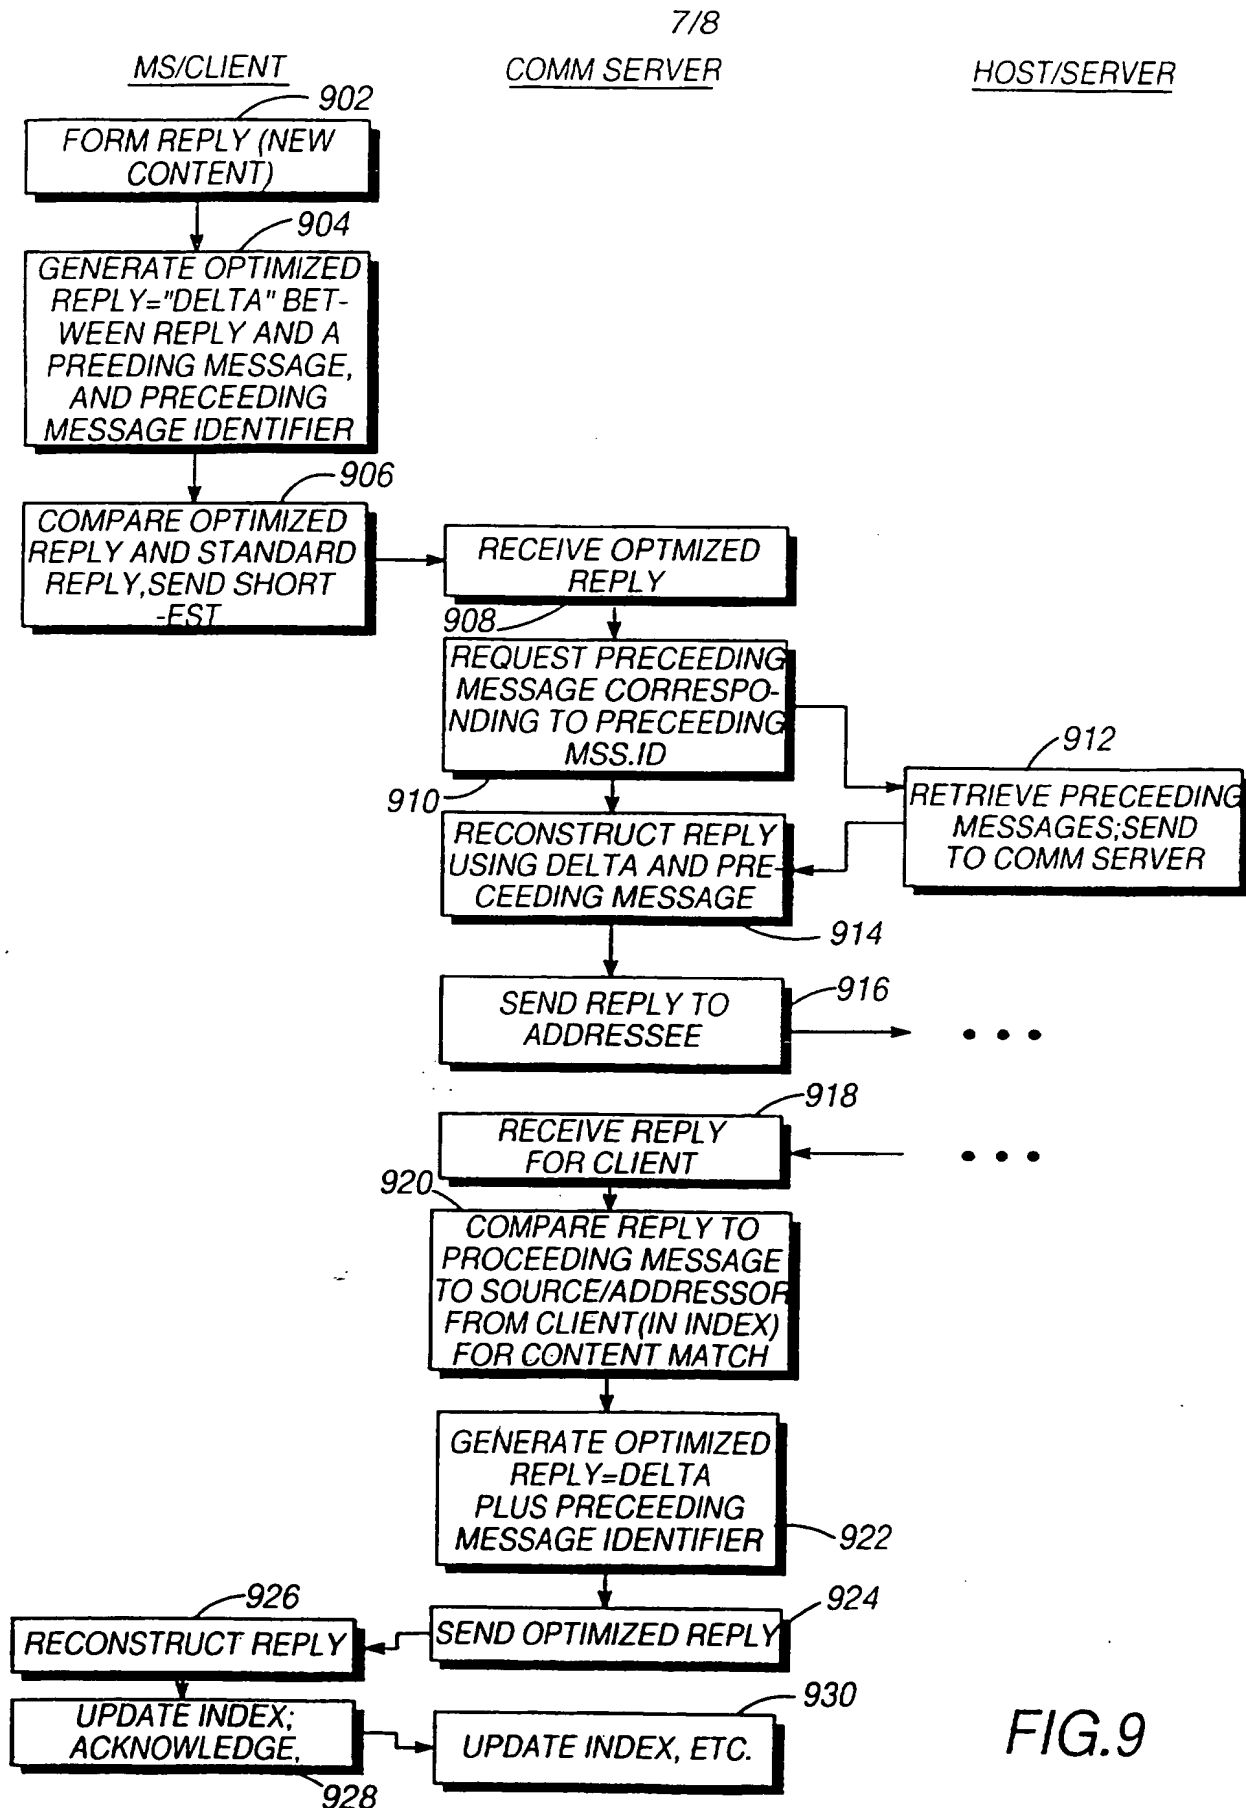 7/8
MS/CLIENT
COMM SERVER
HOST/SERVER
902
FORM REPLY (NEW
CONTENT)
904
GENERATE OPTIMIZED
REPLY="DELTA" BET-
WEEN REPLY AND A
PREEDING MESSAGE,
AND PRECEEDING
MESSAGE IDENTIFIER
906
COMPARE OPTIMIZED
REPLY AND STANDARD
REPLY,SEND SHORT
-EST
RECEIVE OPTMIZED
REPLY
908
REQUEST PRECEEDING
MESSAGE CORRESPO-
NDING TO PRECEEDING
MSS.ID
910
912
RETRIEVE PRECEEDING
MESSAGES;SEND
TO COMM SERVER
RECONSTRUCT REPLY
USING DELTA AND PRE-
CEEDING MESSAGE
914
SEND REPLY TO
ADDRESSEE
916
• • •
918
RECEIVE REPLY
FOR CLIENT
• • •
920
COMPARE REPLY TO
PROCEEDING MESSAGE
TO SOURCE/ADDRESSOR
FROM CLIENT(IN INDEX)
FOR CONTENT MATCH
GENERATE OPTIMIZED
REPLY=DELTA
PLUS PRECEEDING
MESSAGE IDENTIFIER
922
924
SEND OPTIMIZED REPLY
926
RECONSTRUCT REPLY
UPDATE INDEX;
ACKNOWLEDGE,
928
930
UPDATE INDEX, ETC.
FIG.9